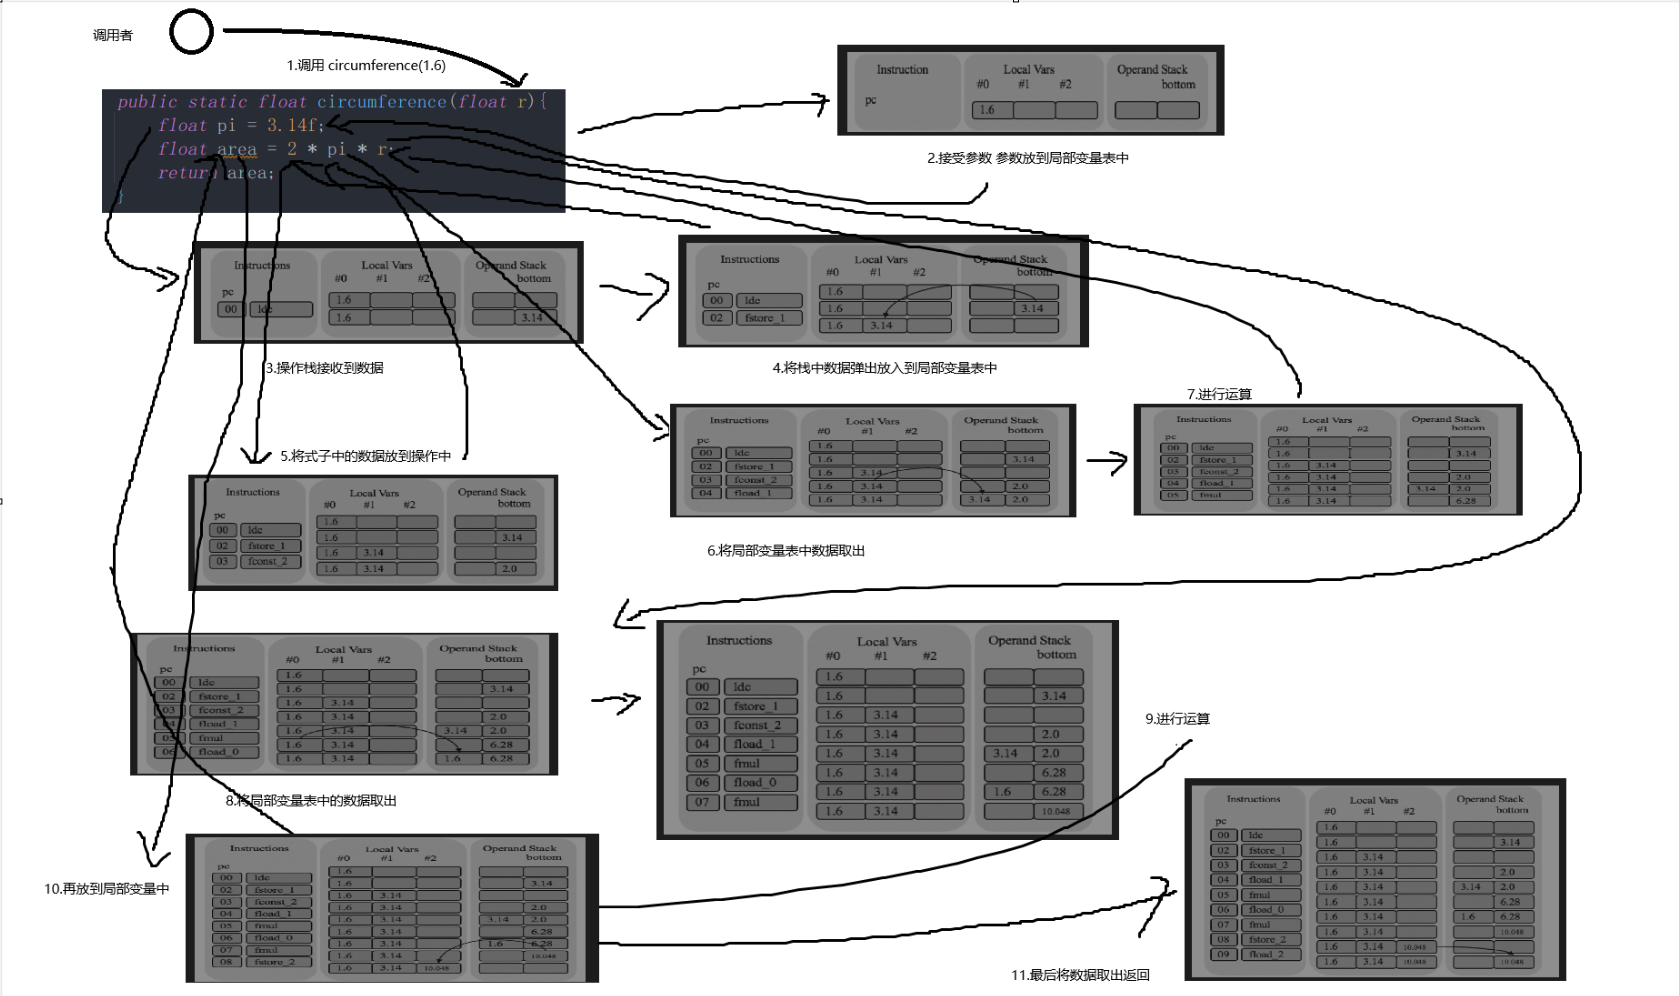 调用者
1.调用 circumference(1.6)
public static float circumference(float r){
float pi = 3.14f;
float area = 2 * pi * r;
return area;
}
Instruction Local Vars Operand Stack
#0 #1 #2 bottom
pc
1.6
2.接受参数 参数放到局部变量表中
Instructions Local Vars Operand Stack
#0 #1 #2 bottom
pc
1.6
00 ldc
1.6 3.14
3.操作栈接收到数据
Instructions Local Vars Operand Stack
#0 #1 #2 bottom
pc
1.6
00 ldc
1.6 3.14
02 fstore_1
1.6 3.14
4.将栈中数据弹出放入到局部变量表中
5.将式子中的数据放到操作中
Instructions Local Vars Operand Stack
#0 #1 #2 bottom
pc
1.6
00 ldc
1.6 3.14
02 fstore_1
1.6 3.14
03 fconst_2
1.6 3.14 2.0
Instructions Local Vars Operand Stack
#0 #1 #2 bottom
pc
1.6
00 ldc
1.6 3.14
02 fstore_1
1.6 3.14
03 fconst_2
1.6 3.14 2.0
04 fload_1
1.6 3.14 3.14 2.0
6.将局部变量表中数据取出
7.进行运算
Instructions Local Vars Operand Stack
#0 #1 #2 bottom
pc
1.6
00 ldc
1.6 3.14
02 fstore_1
1.6 3.14
03 fconst_2
1.6 3.14 2.0
04 fload_1
1.6 3.14 3.14 2.0
05 fmul
1.6 3.14 6.28
Instructions Local Vars Operand Stack
#0 #1 #2 bottom
pc
1.6
00 ldc
1.6 3.14
02 fstore_1
1.6 3.14
03 fconst_2
1.6 3.14 2.0
04 fload_1
1.6 3.14 3.14 2.0
05 fmul
1.6 3.14 6.28
06 fload_0
1.6 3.14 1.6 6.28
8.将局部变量表中的数据取出
Instructions Local Vars Operand Stack
#0 #1 #2 bottom
pc
1.6
00 ldc
1.6 3.14
02 fstore_1
1.6 3.14
03 fconst_2
1.6 3.14 2.0
04 fload_1
1.6 3.14 3.14 2.0
05 fmul
1.6 3.14 6.28
06 fload_0
1.6 3.14 1.6 6.28
07 fmul
1.6 3.14 10.048
9.进行运算
10.再放到局部变量中
Instructions Local Vars Operand Stack
#0 #1 #2 bottom
pc
1.6
00 ldc
1.6 3.14
02 fstore_1
1.6 3.14
03 fconst_2
1.6 3.14 2.0
04 fload_1
1.6 3.14 3.14 2.0
05 fmul
1.6 3.14 6.28
06 fload_0
1.6 3.14 1.6 6.28
07 fmul
1.6 3.14 10.048
08 fstore_2
1.6 3.14 10.048
Instructions Local Vars Operand Stack
#0 #1 #2 bottom
pc
1.6
00 ldc
1.6 3.14
02 fstore_1
1.6 3.14
03 fconst_2
1.6 3.14 2.0
04 fload_1
1.6 3.14 3.14 2.0
05 fmul
1.6 3.14 6.28
06 fload_0
1.6 3.14 1.6 6.28
07 fmul
1.6 3.14 10.048
08 fstore_2
1.6 3.14 10.048
09 fload_2
1.6 3.14 10.048 10.048
11.最后将数据取出返回